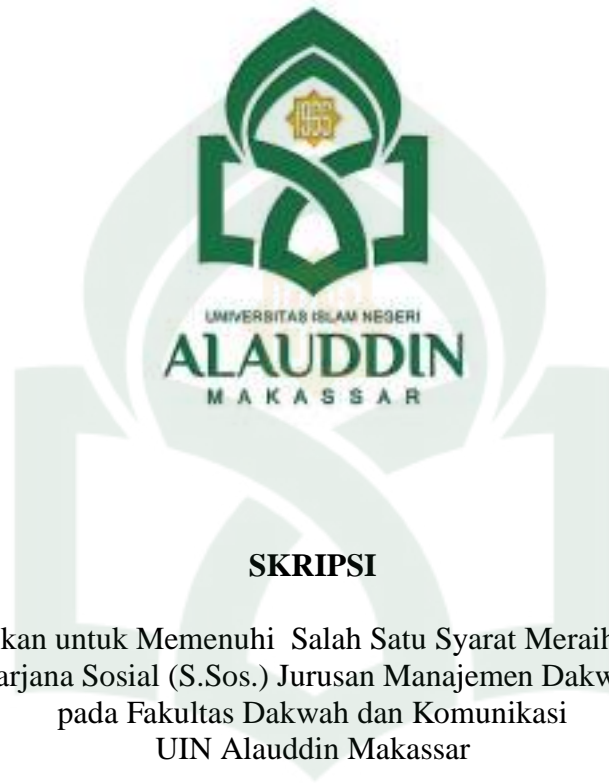 1965
UNIVERSITAS ISLAM NEGERI
ALAUDDIN
MAKASSAR
SKRIPSI
Memenuhi Salah Satu Syarat Meraih
Sosial (S.Sos.) Jurusan Manajemen
pada Fakultas Dakwah dan Komunikasi
UIN Alauddin Makassar